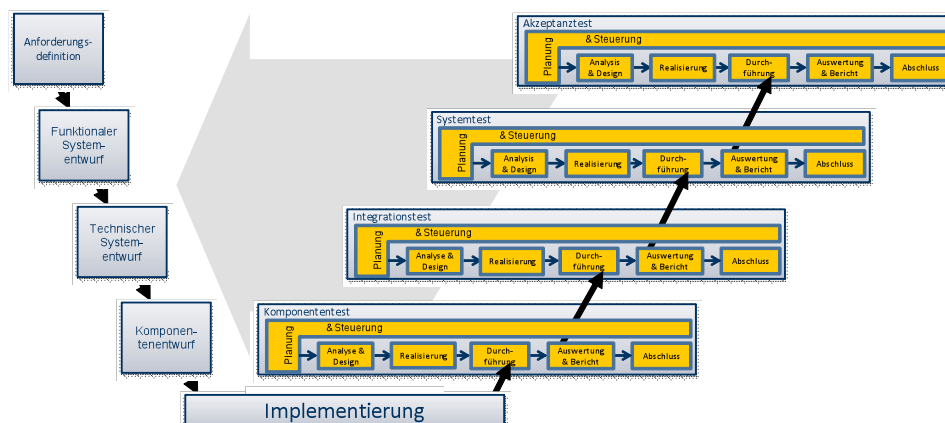 Anforderungs-
definition
Funktionaler
System-
entwurf
Technischer
System-
entwurf
Komponen-
tenentwurf
Implementierung
Akzeptanztest
Planung
& Steuerung
Analysis
& Design
Realisierung
Durch-
führung
Auswertung
& Bericht
Abschluss
Systemtest
Planung
& Steuerung
Analysis
& Design
Realisierung
Durch-
führung
Auswertung
& Bericht
Abschluss
Integrationstest
Planung
& Steuerung
Analyse &
Design
Realisierung
Durch-
führung
Auswertung
& Bericht
Abschluss
Komponententest
Planung
& Steuerung
Analyse &
Design
Realisierung
Durch-
führung
Auswertung
& Bericht
Abschluss